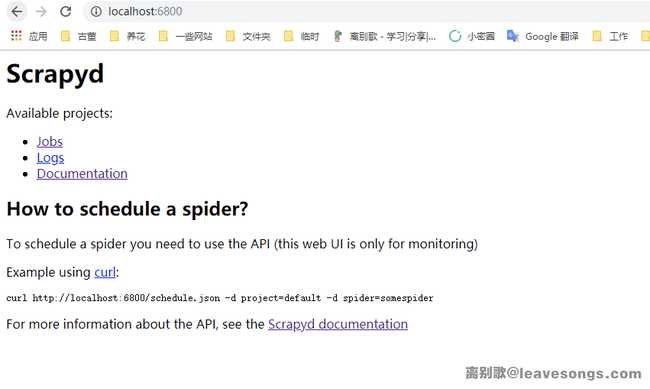 localhost:6800
应用 古董 养花 一些网站 文件夹 临时 离别歌 - 学习|分享|... 小密圈 Google 翻译 工作
Scrapyd
Available projects:
Jobs
Logs
Documentation
How to schedule a spider?
To schedule a spider you need to use the API (this web UI is only for monitoring)
Example using curl:
curl http://localhost:6800/schedule.json -d project=default -d spider=somespider
For more information about the API, see the Scrapyd documentation
离别歌@leavesongs.com